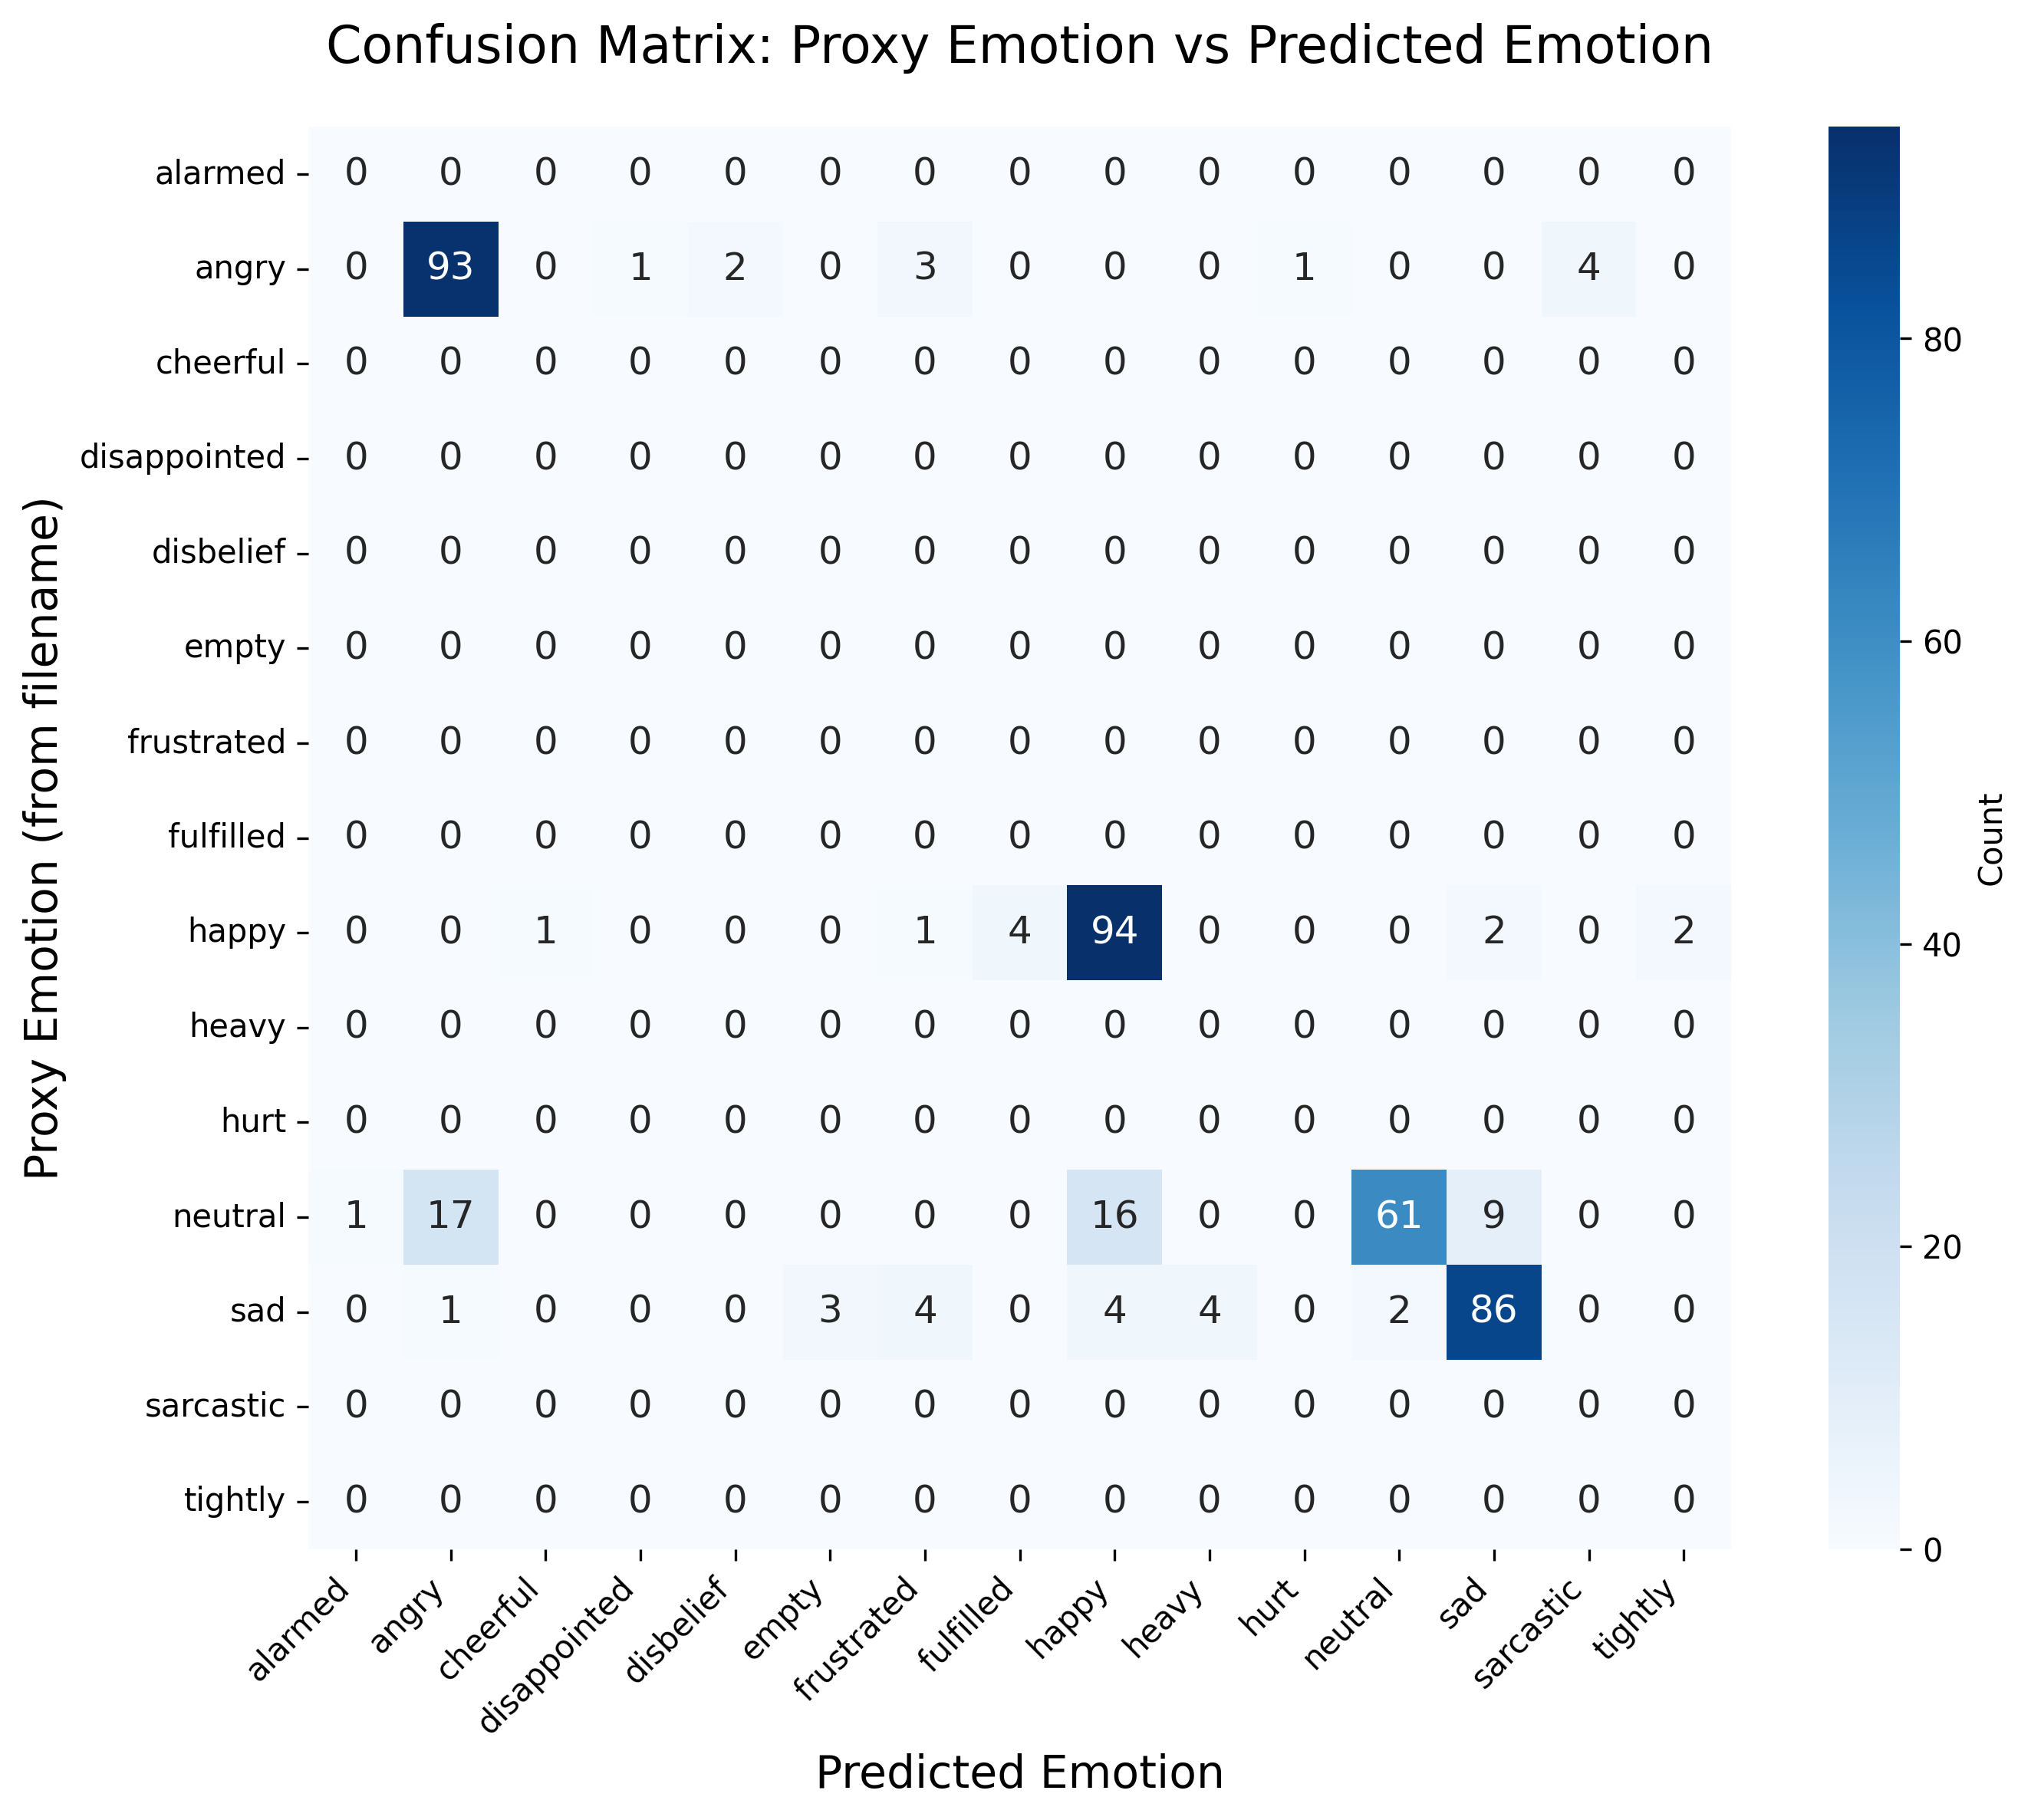 Confusion Matrix: Proxy Emotion vs Predicted Emotion
Proxy Emotion (from filename)
alarmed 0 0 0 0 0 0 0 0 0 0 0 0 0 0 0
angry 0 93 0 1 2 0 3 0 0 0 1 0 0 4 0
cheerful 0 0 0 0 0 0 0 0 0 0 0 0 0 0 0
disappointed 0 0 0 0 0 0 0 0 0 0 0 0 0 0 0
disbelief 0 0 0 0 0 0 0 0 0 0 0 0 0 0 0
empty 0 0 0 0 0 0 0 0 0 0 0 0 0 0 0
frustrated 0 0 0 0 0 0 0 0 0 0 0 0 0 0 0
fulfilled 0 0 0 0 0 0 0 0 0 0 0 0 0 0 0
happy 0 0 1 0 0 0 1 4 94 0 0 0 2 0 2
heavy 0 0 0 0 0 0 0 0 0 0 0 0 0 0 0
hurt 0 0 0 0 0 0 0 0 0 0 0 0 0 0 0
neutral 1 17 0 0 0 0 0 0 16 0 0 61 9 0 0
sad 0 1 0 0 0 3 4 0 4 4 0 2 86 0 0
sarcastic 0 0 0 0 0 0 0 0 0 0 0 0 0 0 0
tightly 0 0 0 0 0 0 0 0 0 0 0 0 0 0 0
alarmed angry cheerful disappointed disbelief empty frustrated fulfilled happy heavy hurt neutral sad sarcastic tightly
Predicted Emotion
80
60
40
20
0
Count